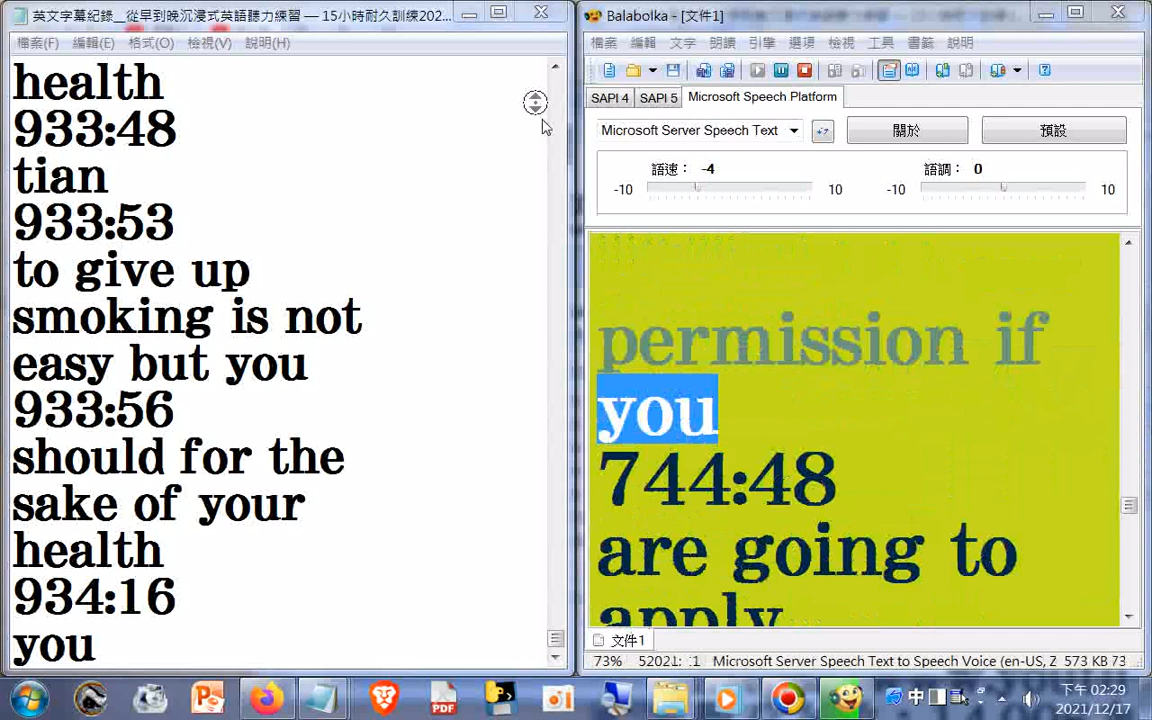 英文字幕紀錄__從早到晚沉浸式英語聽力練習 — 15小時耐久訓練202...
檔案(F) 編輯(E) 格式(O) 檢視(V) 說明(H)
health
933:48
tian
933:53
to give up
smoking is not
easy but you
933:56
should for the
sake of your
health
934:16
you
Balabolka - [文件1]
檔案 編輯 文字 朗讀 引擎 選項 檢視 工具 書籤 說明
SAPI 4 SAPI 5 Microsoft Speech Platform
Microsoft Server Speech Text 關於 預設
語速： -4 語調： 0
-10 10 -10 10
permission if
you
744:48
are going to
apply
文件1
73% 52021: :1 Microsoft Server Speech Text to Speech Voice (en-US, Z 573 KB 73
PDF
中
下午 02:29
2021/12/17